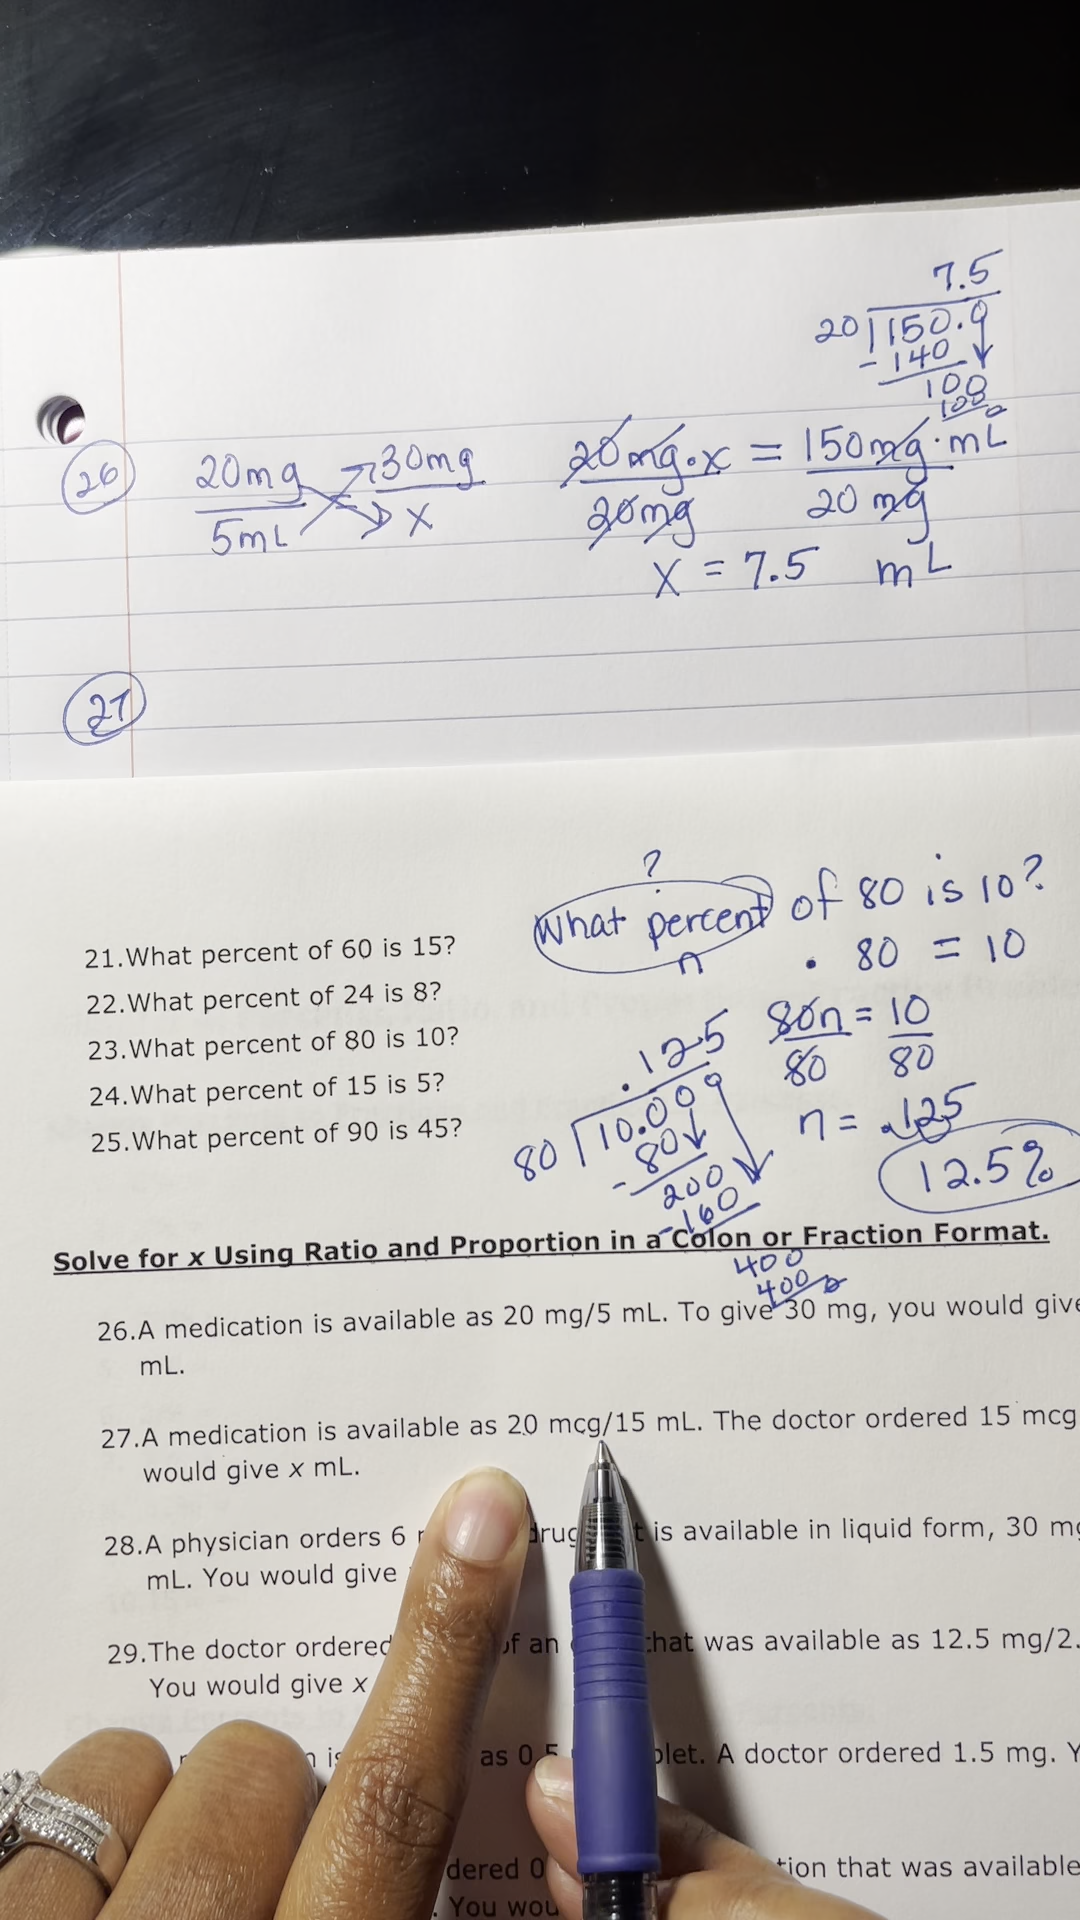 7.5
20 150.0
- 140
100
100
0
26 20mg 30mg 20mg·x = 150mg·mL
5mL x 20mg 20mg
x = 7.5 mL
27
?
What percent of 80 is 10?
n · 80 = 10
80n = 10
80 80
n = .125
12.5%
.125
80 10.000
- 80
200
- 160
400
400
0
21.What percent of 60 is 15?
22.What percent of 24 is 8?
23.What percent of 80 is 10?
24.What percent of 15 is 5?
25.What percent of 90 is 45?
Solve for x Using Ratio and Proportion in a Colon or Fraction Format.
26.A medication is available as 20 mg/5 mL. To give 30 mg, you would give
mL.
27.A medication is available as 20 mcg/15 mL. The doctor ordered 15 mcg
would give x mL.
28.A physician orders 6 drug is available in liquid form, 30
mL. You would give
29.The doctor ordered of an that was available as 12.5 mg/2.
You would give x
as 0.5 A doctor ordered 1.5 mg.
that was available
You